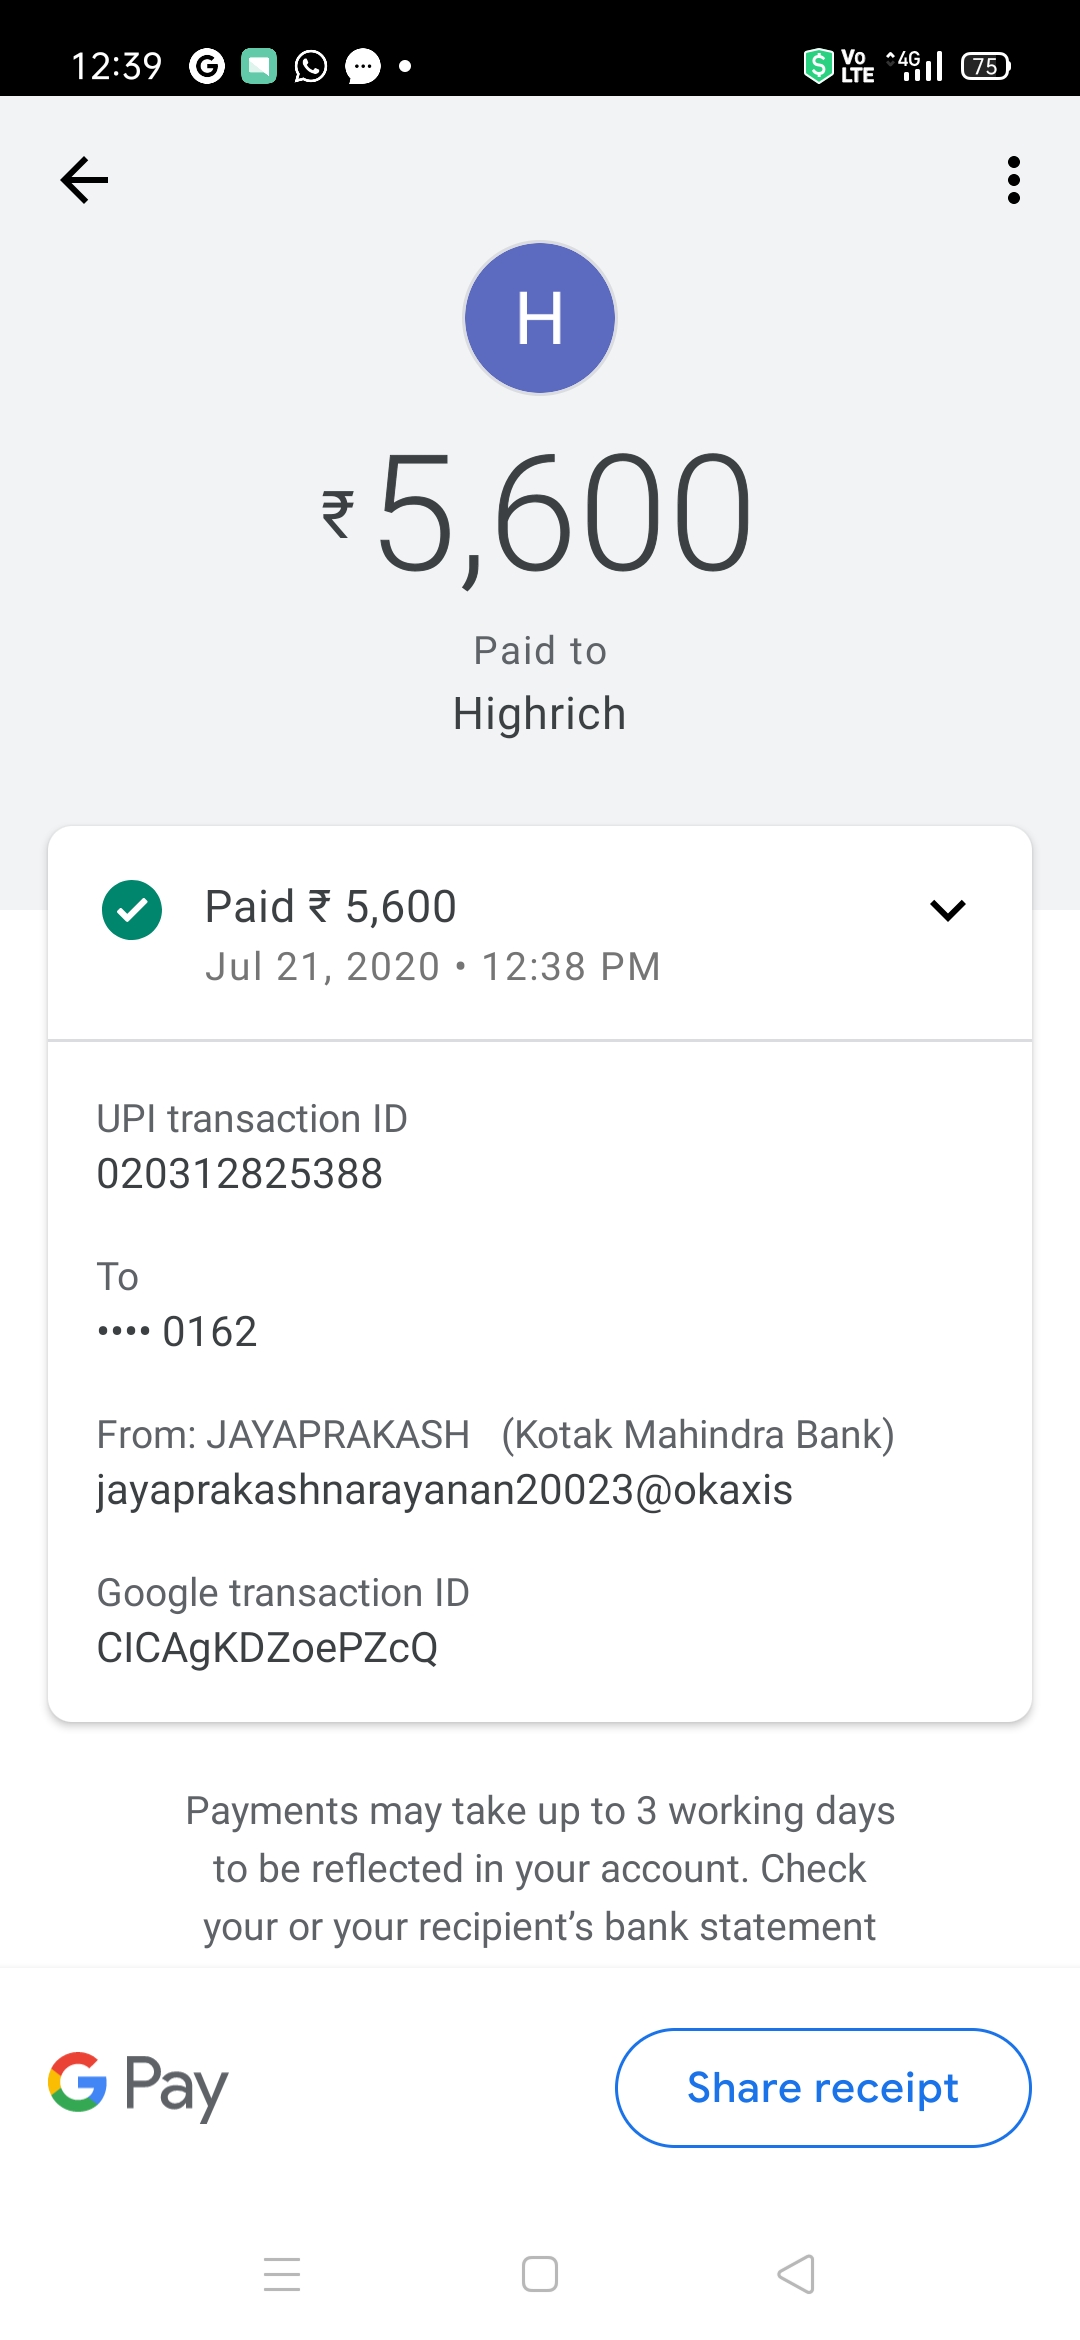 12:39
Vo LTE 4G 75
H
₹5,600
Paid to
Highrich
Paid ₹ 5,600
Jul 21, 2020 • 12:38 PM
UPI transaction ID
020312825388
To
•••• 0162
From: JAYAPRAKASH (Kotak Mahindra Bank)
jayaprakashnarayanan20023@okaxis
Google transaction ID
CICAgKDZoePZcQ
Payments may take up to 3 working days
to be reflected in your account. Check
your or your recipient’s bank statement
G Pay
Share receipt